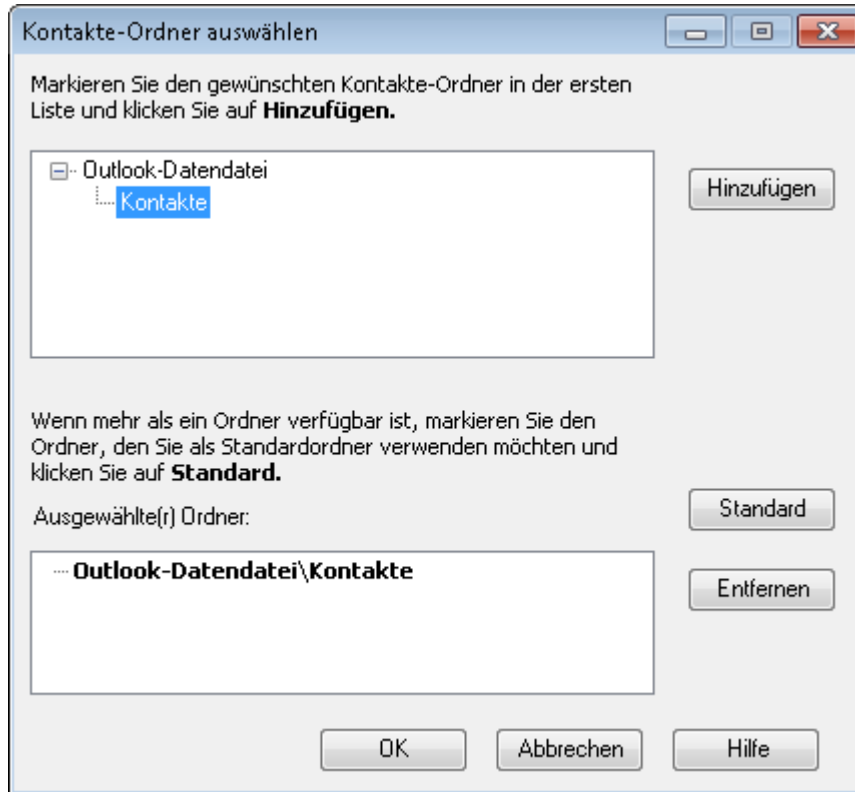 Kontakte-Ordner auswählen
Markieren Sie den gewünschten Kontakte-Ordner in der ersten
Liste und klicken Sie auf Hinzufügen.
Outlook-Datendatei
Kontakte
Hinzufügen
Wenn mehr als ein Ordner verfügbar ist, markieren Sie den
Ordner, den Sie als Standardordner verwenden möchten und
klicken Sie auf Standard.
Standard
Ausgewählte(r) Ordner:
Outlook-Datendatei\Kontakte
Entfernen
OK
Abbrechen
Hilfe